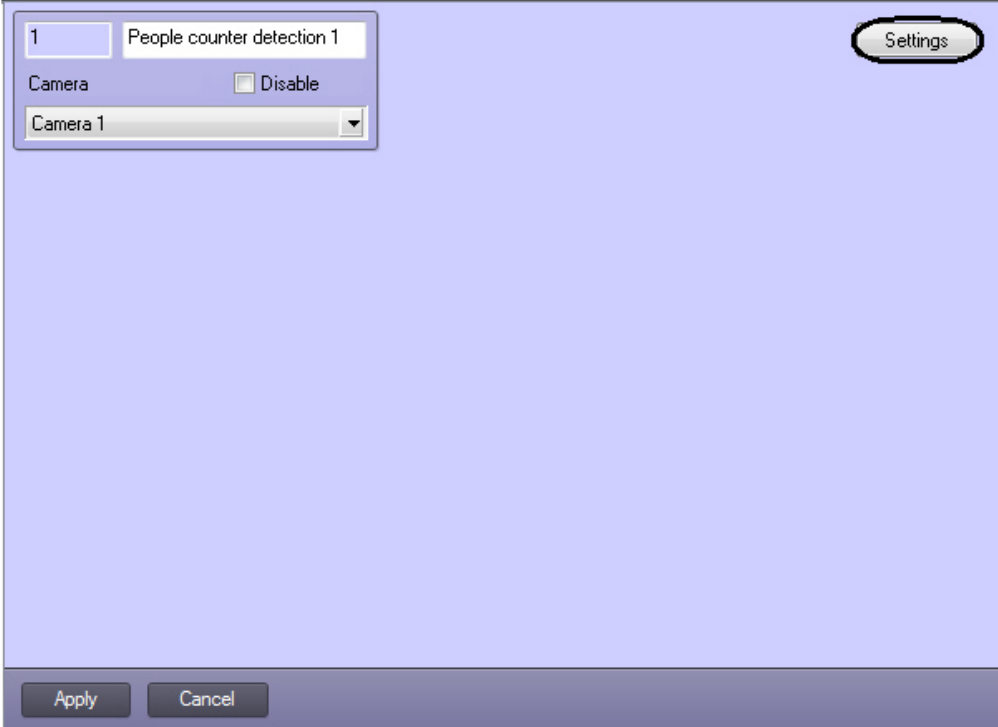 1 People counter detection 1
Settings
Camera Disable
Camera 1
Apply Cancel